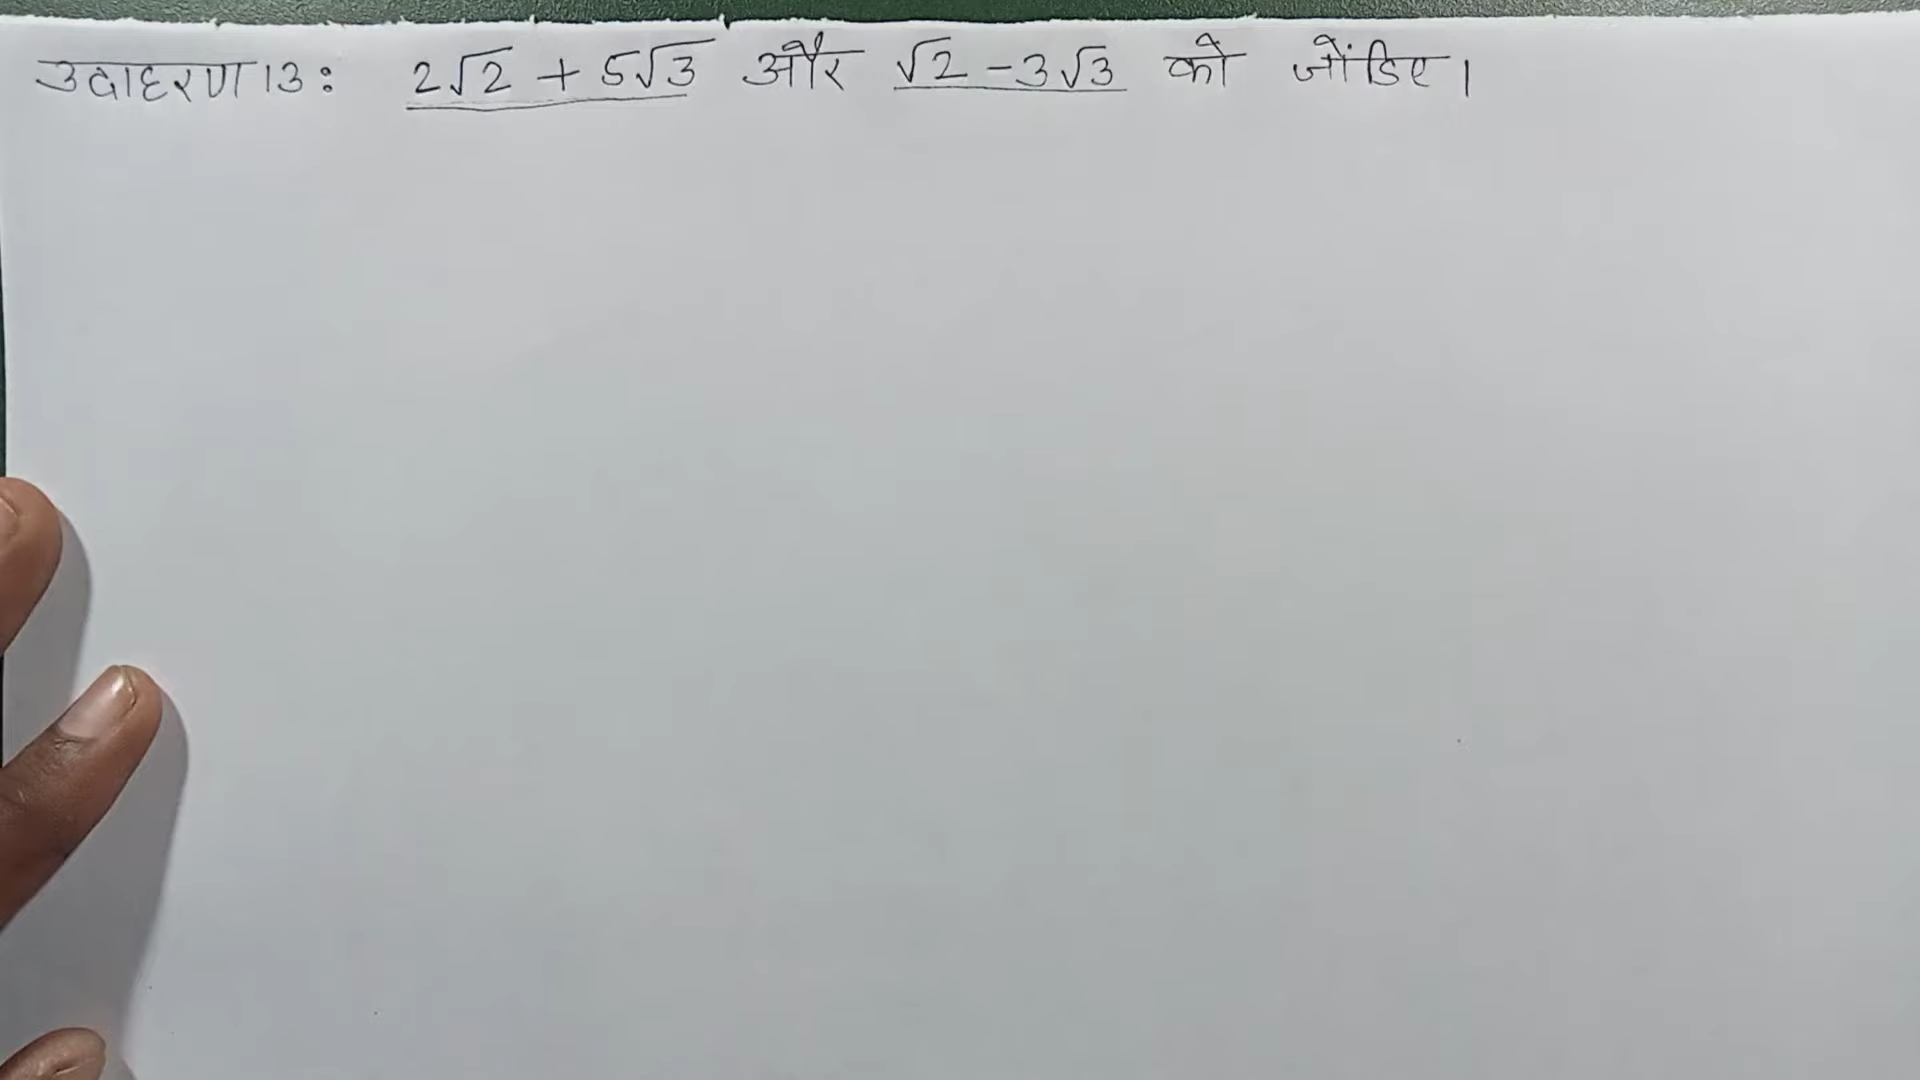 उदाहरण 13: 2√2 + 5√3 और √2 - 3√3 को जोंडिए।